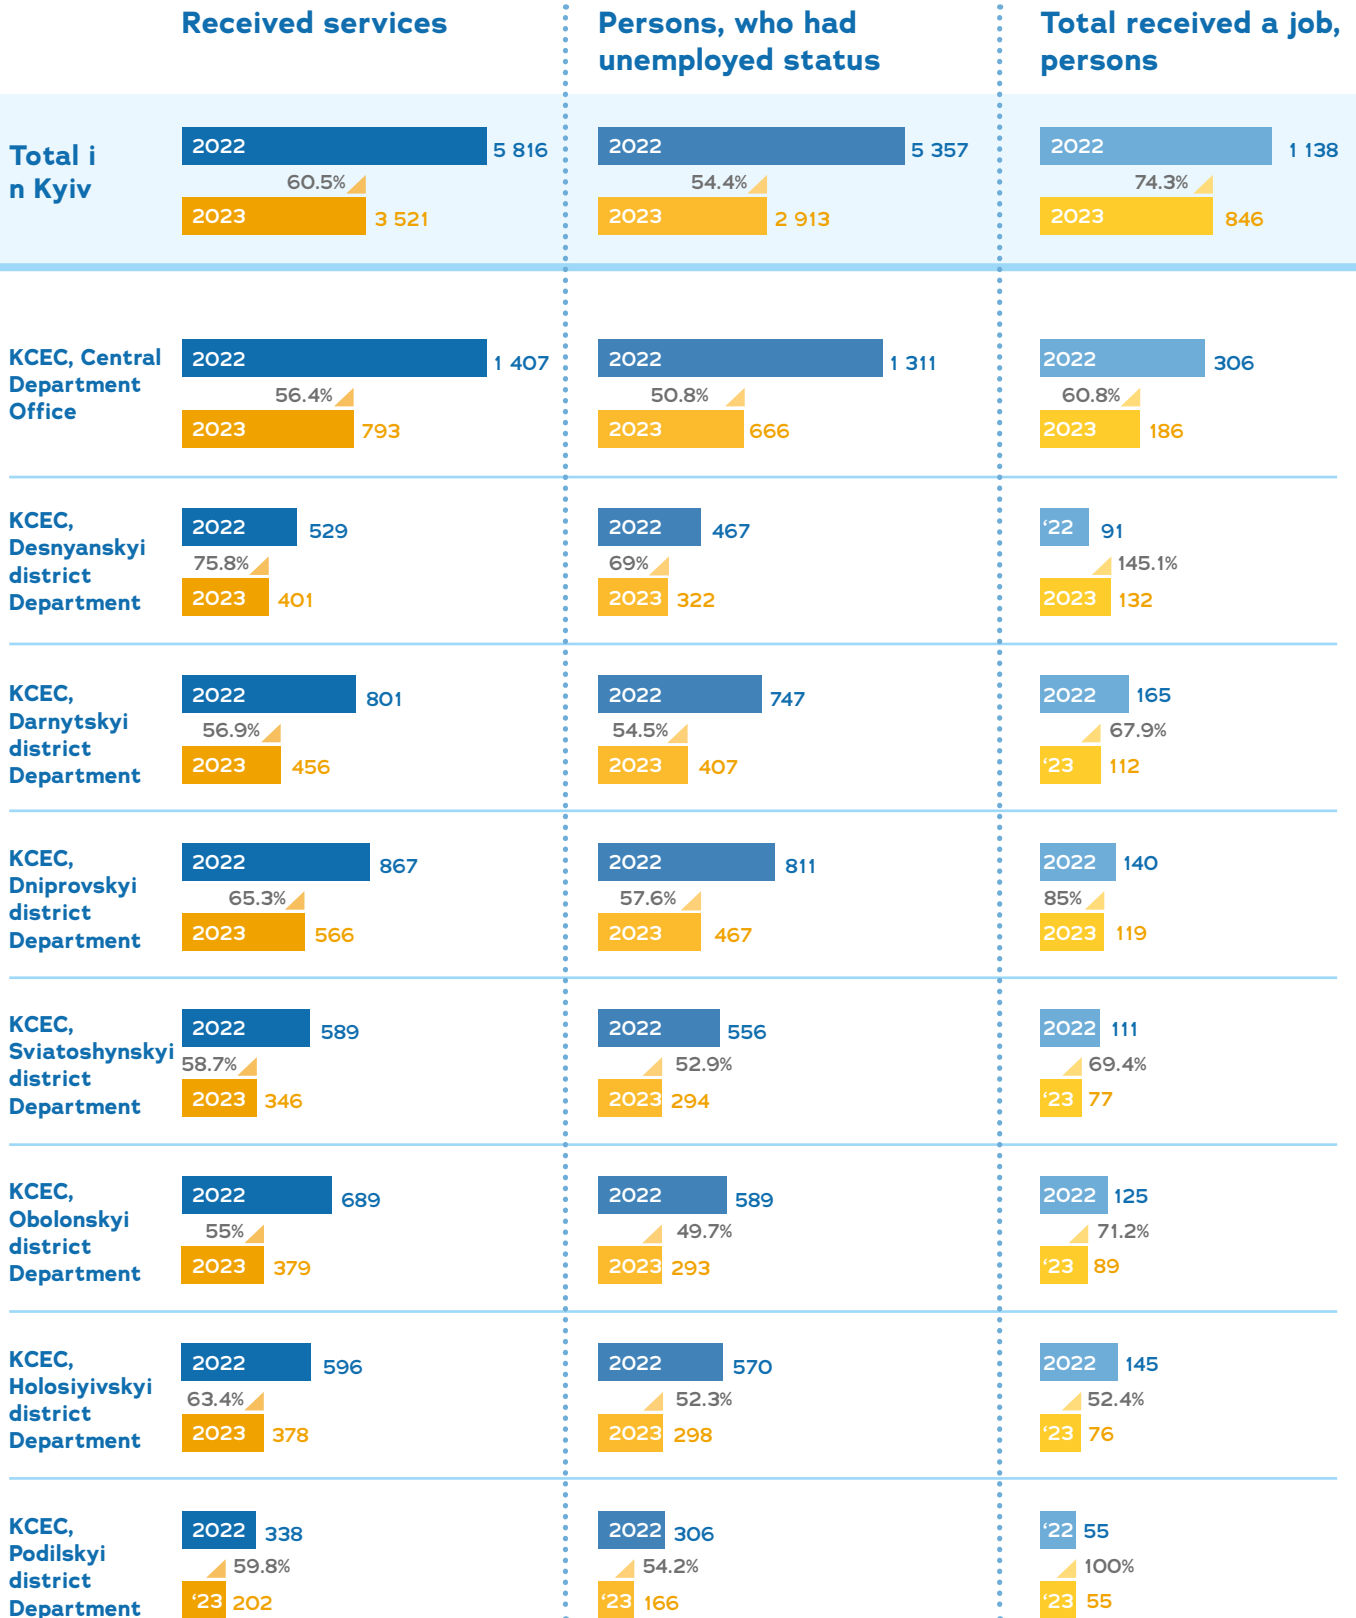 Received services
Persons, who had
unemployed status
Total received a job,
persons
Total i
n Kyiv
2022 5 816
60.5%
2023 3 521
2022 5 357
54.4%
2023 2 913
2022 1 138
74.3%
2023 846
KCEC, Central
Department
Office
2022 1 407
56.4%
2023 793
2022 1 311
50.8%
2023 666
2022 306
60.8%
2023 186
KCEC,
Desnyanskyi
district
Department
2022 529
75.8%
2023 401
2022 467
69%
2023 322
‘22 91
145.1%
2023 132
KCEC,
Darnytskyi
district
Department
2022 801
56.9%
2023 456
2022 747
54.5%
2023 407
2022 165
67.9%
‘23 112
KCEC,
Dniprovskyi
district
Department
2022 867
65.3%
2023 566
2022 811
57.6%
2023 467
2022 140
85%
2023 119
KCEC,
Sviatoshynskyi
district
Department
2022 589
58.7%
2023 346
2022 556
52.9%
2023 294
2022 111
69.4%
‘23 77
KCEC,
Obolonskyi
district
Department
2022 689
55%
2023 379
2022 589
49.7%
2023 293
2022 125
71.2%
‘23 89
KCEC,
Holosiyivskyi
district
Department
2022 596
63.4%
2023 378
2022 570
52.3%
2023 298
2022 145
52.4%
‘23 76
KCEC,
Podilskyi
district
Department
2022 338
59.8%
‘23 202
2022 306
54.2%
‘23 166
‘22 55
100%
‘23 55